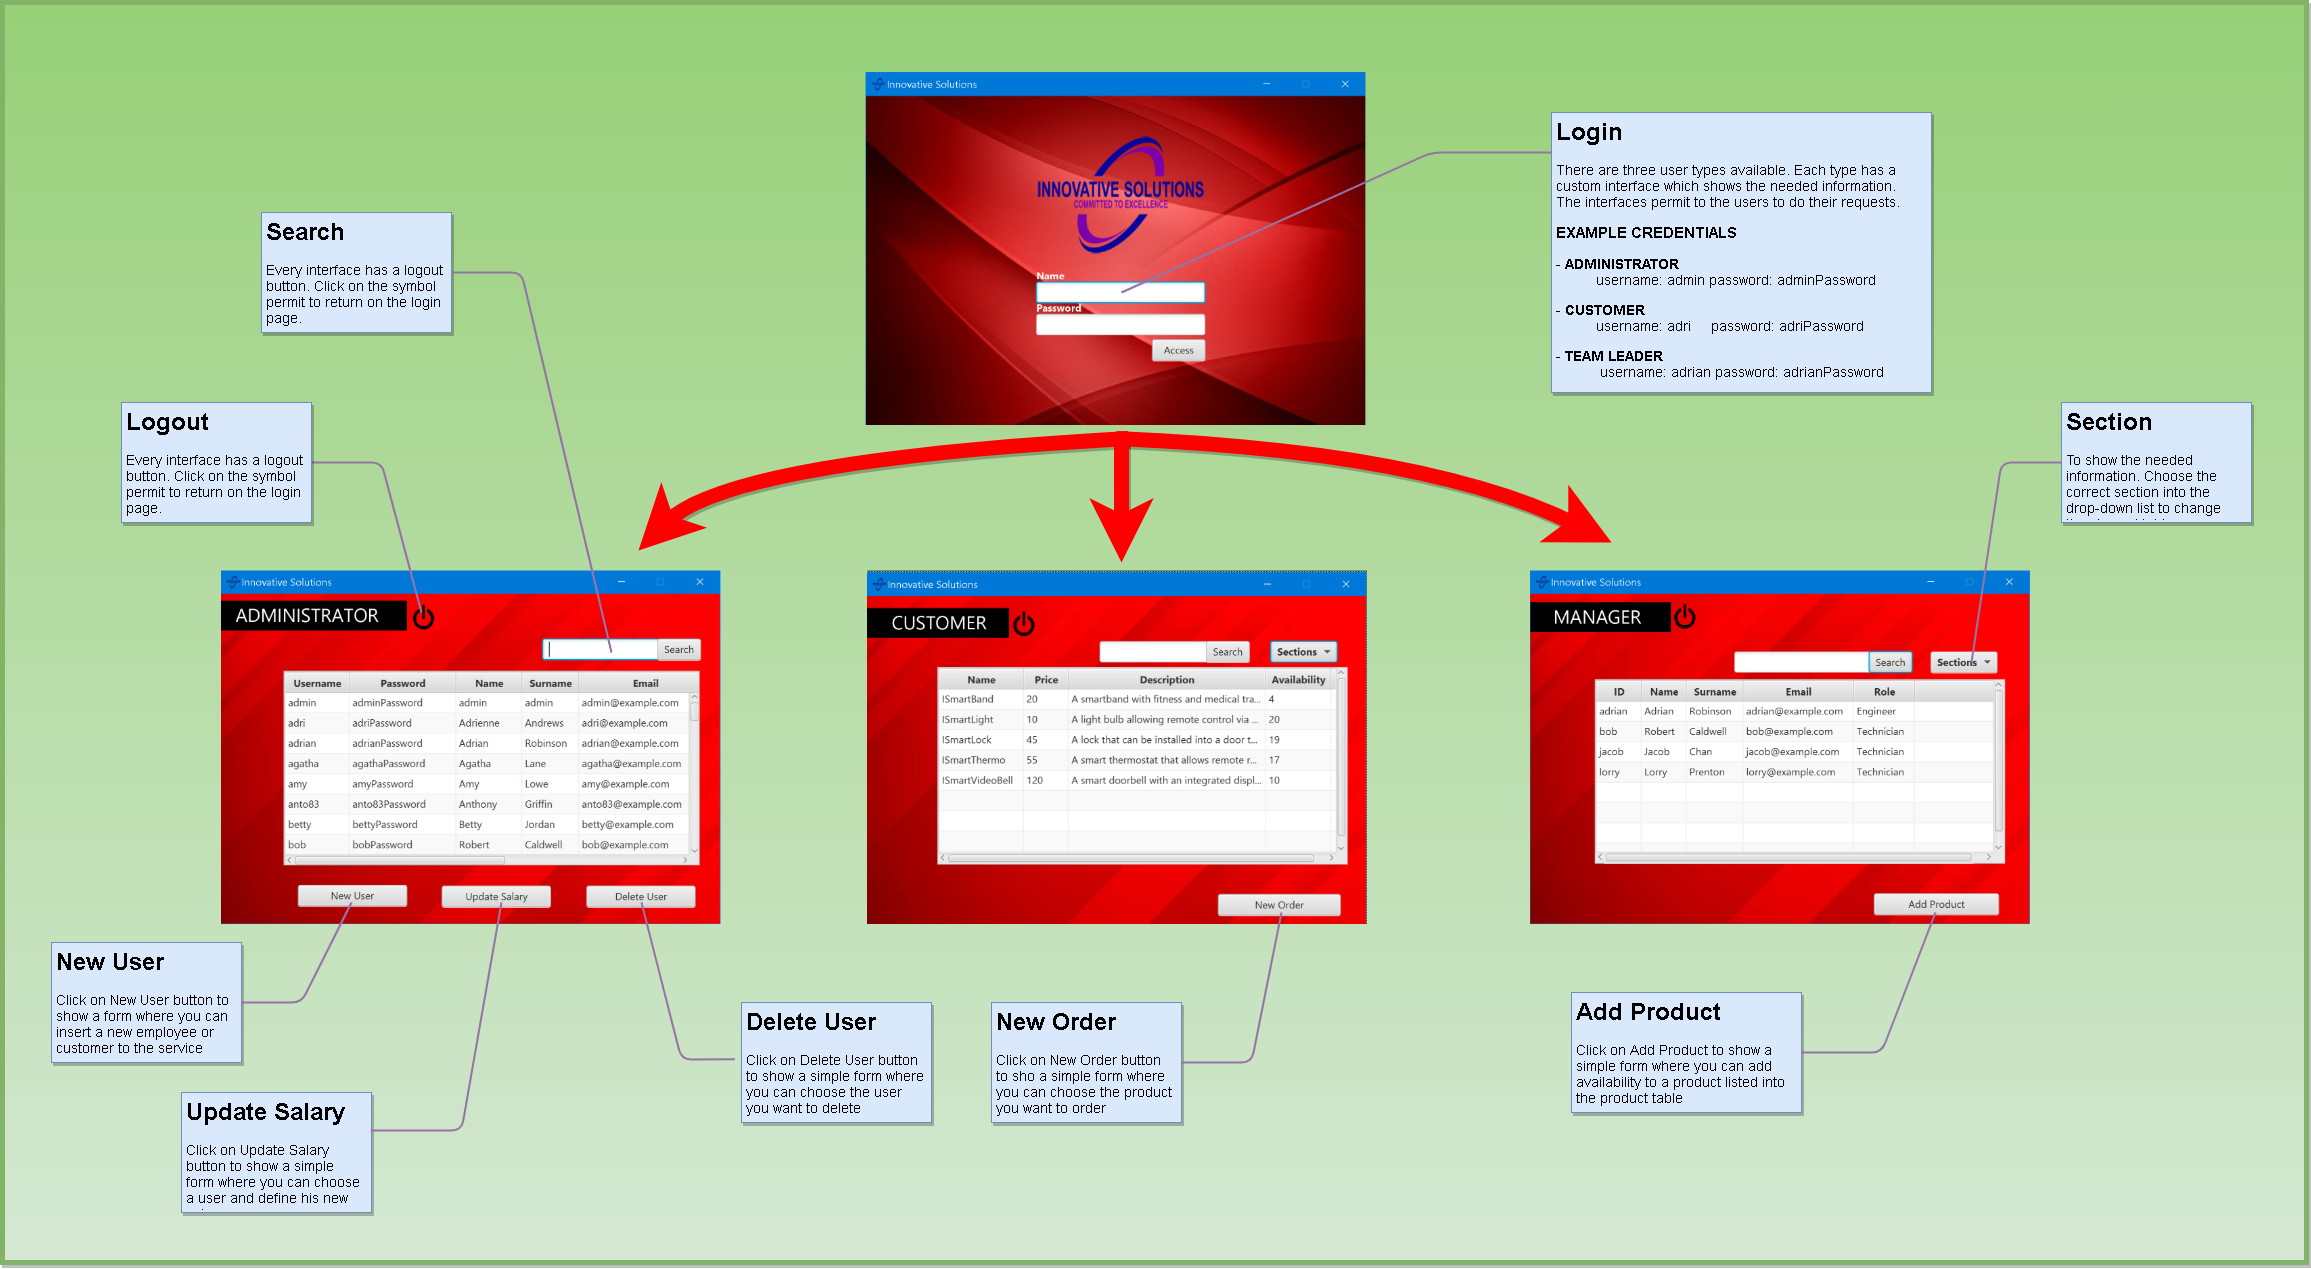 Innovative Solutions
INNOVATIVE SOLUTIONS
COMMITTED TO EXCELLENCE
Name
Password
Access
Login
There are three user types available. Each type has a
custom interface which shows the needed information.
The interfaces permit to the users to do their requests.
EXAMPLE CREDENTIALS
- ADMINISTRATOR
username: admin password: adminPassword
- CUSTOMER
username: adri password: adriPassword
- TEAM LEADER
username: adrian password: adrianPassword
Search
Every interface has a logout
button. Click on the symbol
permit to return on the login
page.
Logout
Every interface has a logout
button. Click on the symbol
permit to return on the login
page.
Section
To show the needed
information. Choose the
correct section into the
drop-down list to change
Innovative Solutions
ADMINISTRATOR
Search
Username Password Name Surname Email
admin adminPassword admin admin admin@example.com
adri adriPassword Adrienne Andrews adri@example.com
adrian adrianPassword Adrian Robinson adrian@example.com
agatha agathaPassword Agatha Lane agatha@example.com
amy amyPassword Amy Lowe amy@example.com
anto83 anto83Password Anthony Griffin anto83@example.com
betty bettyPassword Betty Jordan betty@example.com
bob bobPassword Robert Caldwell bob@example.com
New User Update Salary Delete User
Innovative Solutions
CUSTOMER
Search Sections
Name Price Description Availability
ISmartBand 20 A smartband with fitness and medical tra... 4
ISmartLight 10 A light bulb allowing remote control via ... 20
ISmartLock 45 A lock that can be installed into a door t... 19
ISmartThermo 55 A smart thermostat that allows remote r... 17
ISmartVideoBell 120 A smart doorbell with an integrated displ... 10
New Order
Innovative Solutions
MANAGER
Search Sections
ID Name Surname Email Role
adrian Adrian Robinson adrian@example.com Engineer
bob Robert Caldwell bob@example.com Technician
jacob Jacob Chan jacob@example.com Technician
lorry Lorry Prenton lorry@example.com Technician
Add Product
New User
Click on New User button to
show a form where you can
insert a new employee or
customer to the service
Update Salary
Click on Update Salary
button to show a simple
form where you can choose
a user and define his new
Delete User
Click on Delete User button
to show a simple form where
you can choose the user
you want to delete
New Order
Click on New Order button
to sho a simple form where
you can choose the product
you want to order
Add Product
Click on Add Product to show a
simple form where you can add
availability to a product listed into
the product table